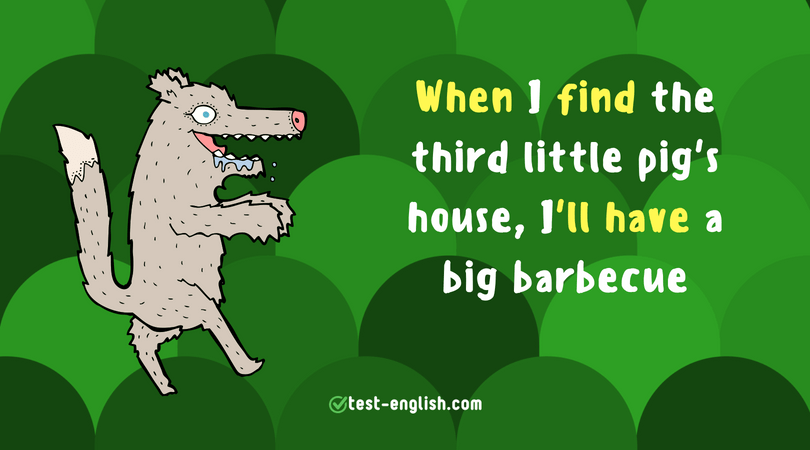 When I find the
third little pig's
house, I'll have a
big barbecue
test-english.com